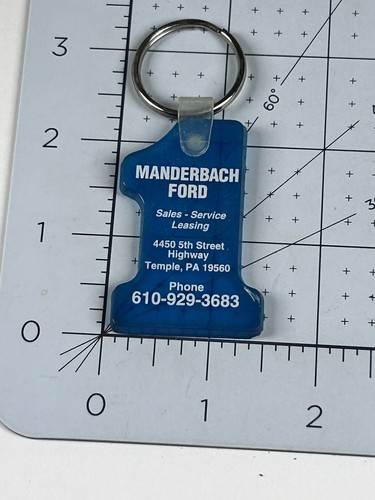 3
60°
2
MANDERBACH
FORD
Sales - Service
Leasing
1
4450 5th Street
Highway
Temple, PA 19560
Phone
610-929-3683
0
0
1
2